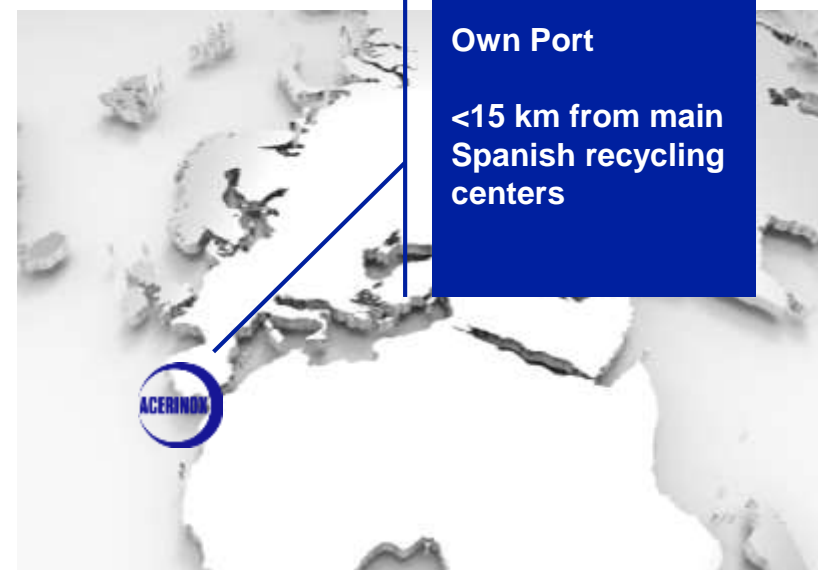 Own Port
<15 km from main
Spanish recycling
centers
ACERINOX